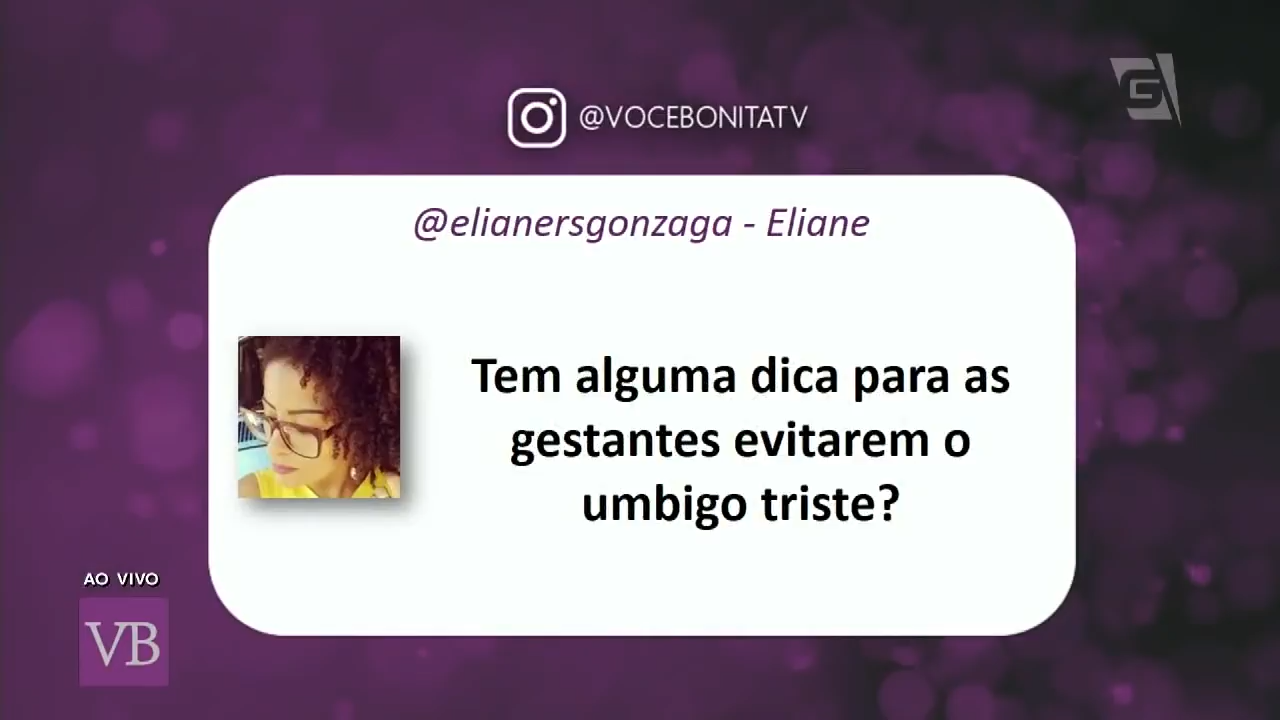 @VOCEBONITATV
@elianersgonzaga - Eliane
Tem alguma dica para as
gestantes evitarem o
umbigo triste?
AO VIVO
VB
G